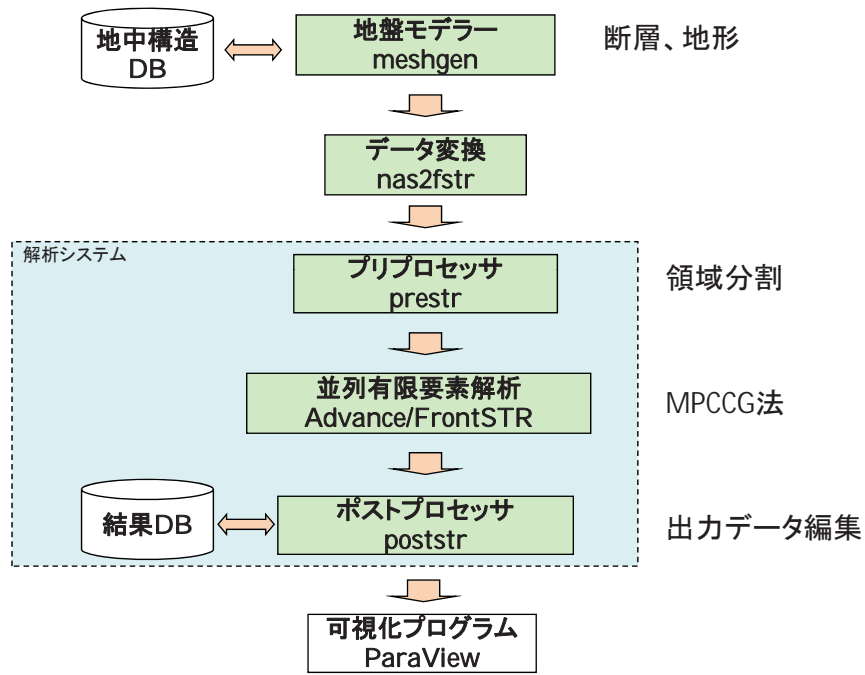 地中構造
DB
地盤モデラー
meshgen
断層、地形
データ変換
nas2fstr
解析システム
プリプロセッサ
prestr
領域分割
並列有限要素解析
Advance/FrontSTR
MPCCG法
結果DB
ポストプロセッサ
poststr
出力データ編集
可視化プログラム
ParaView